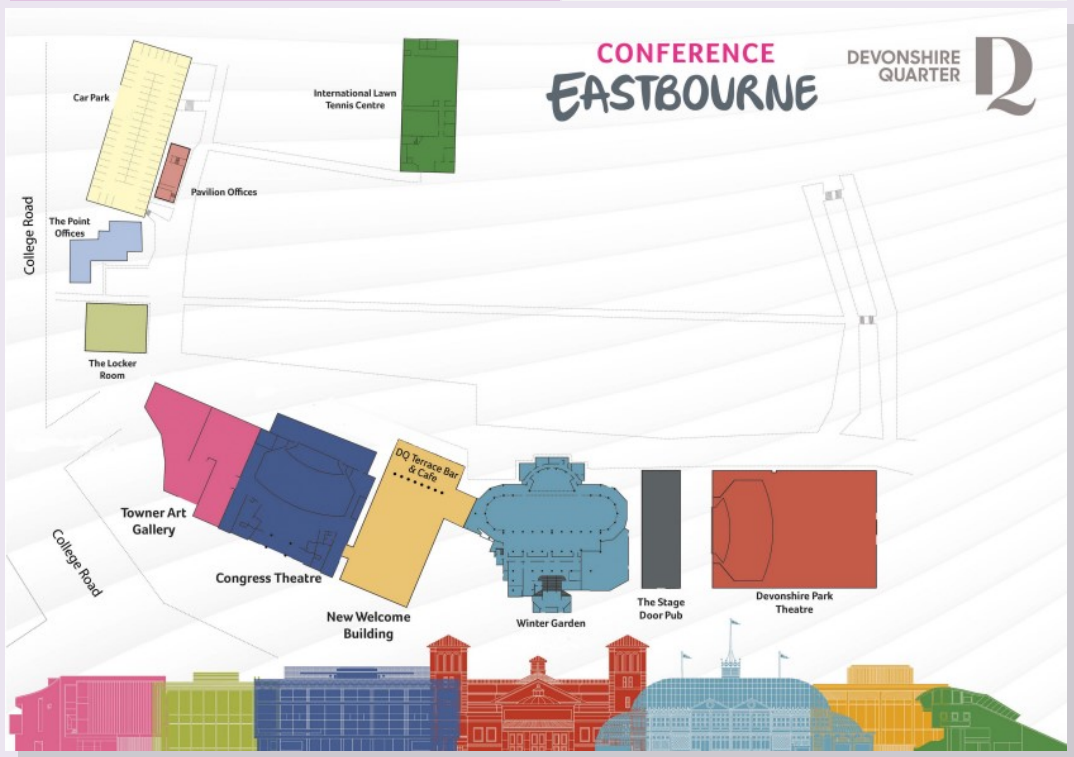 CONFERENCE
EASTBOURNE
DEVONSHIRE
QUARTER
DQ
Car Park
International Lawn
Tennis Centre
Pavilion Offices
College Road
The Point
Offices
The Locker
Room
DQ Terrace Bar
& Cafe
Towner Art
Gallery
College Road
Congress Theatre
New Welcome
Building
Winter Garden
The Stage
Door Pub
Devonshire Park
Theatre